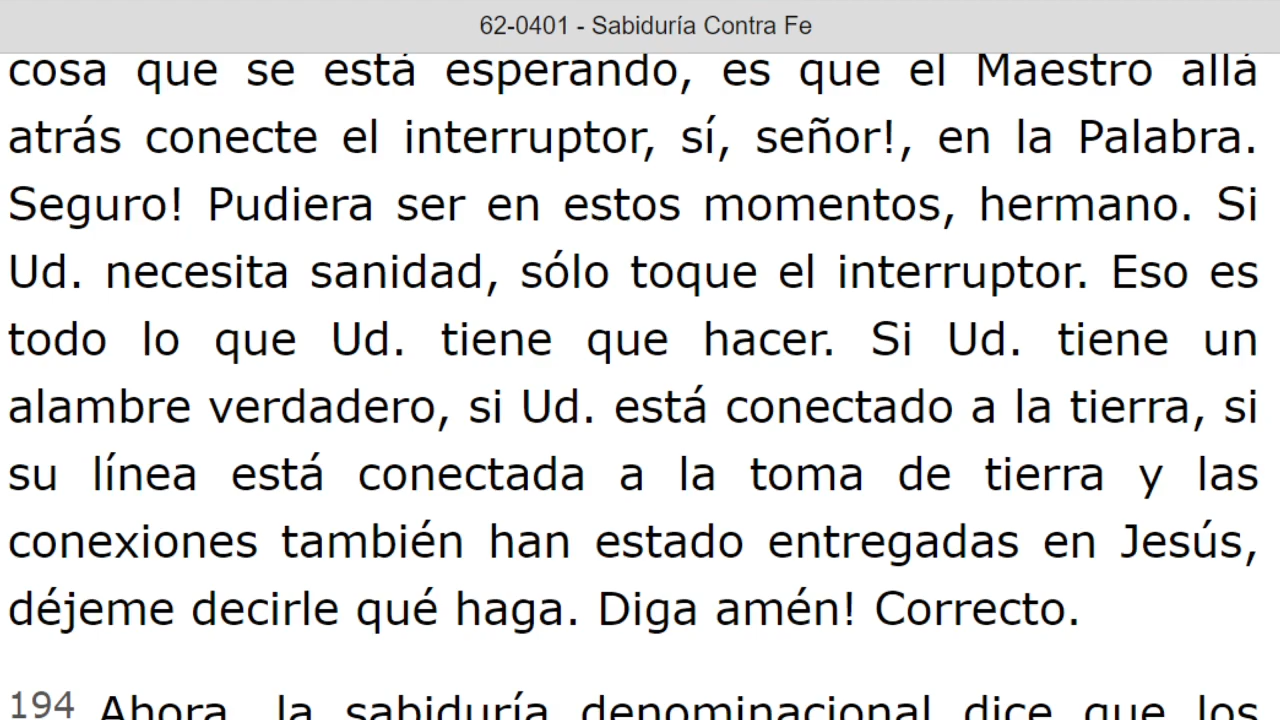 62-0401 - Sabiduría Contra Fe
cosa que se está esperando, es que el Maestro allá
atrás conecte el interruptor, sí, señor!, en la Palabra.
Seguro! Pudiera ser en estos momentos, hermano. Si
Ud. necesita sanidad, sólo toque el interruptor. Eso es
todo lo que Ud. tiene que hacer. Si Ud. tiene un
alambre verdadero, si Ud. está conectado a la tierra, si
su línea está conectada a la toma de tierra y las
conexiones también han estado entregadas en Jesús,
déjeme decirle qué haga. Diga amén! Correcto.
194 Ahora, la sabiduría denominacional dice que los